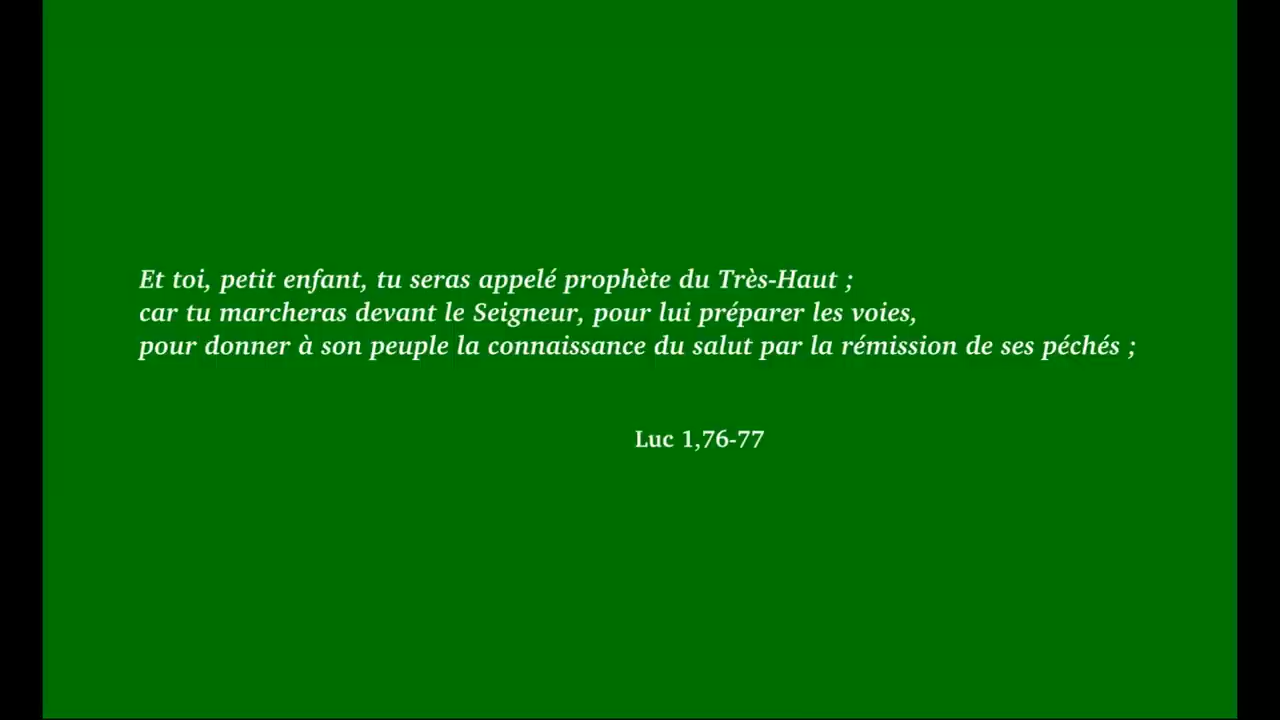 Et toi, petit enfant, tu seras appelé prophète du Très-Haut ;
car tu marcheras devant le Seigneur, pour lui préparer les voies,
pour donner à son peuple la connaissance du salut par la rémission de ses péchés ;
Luc 1,76-77